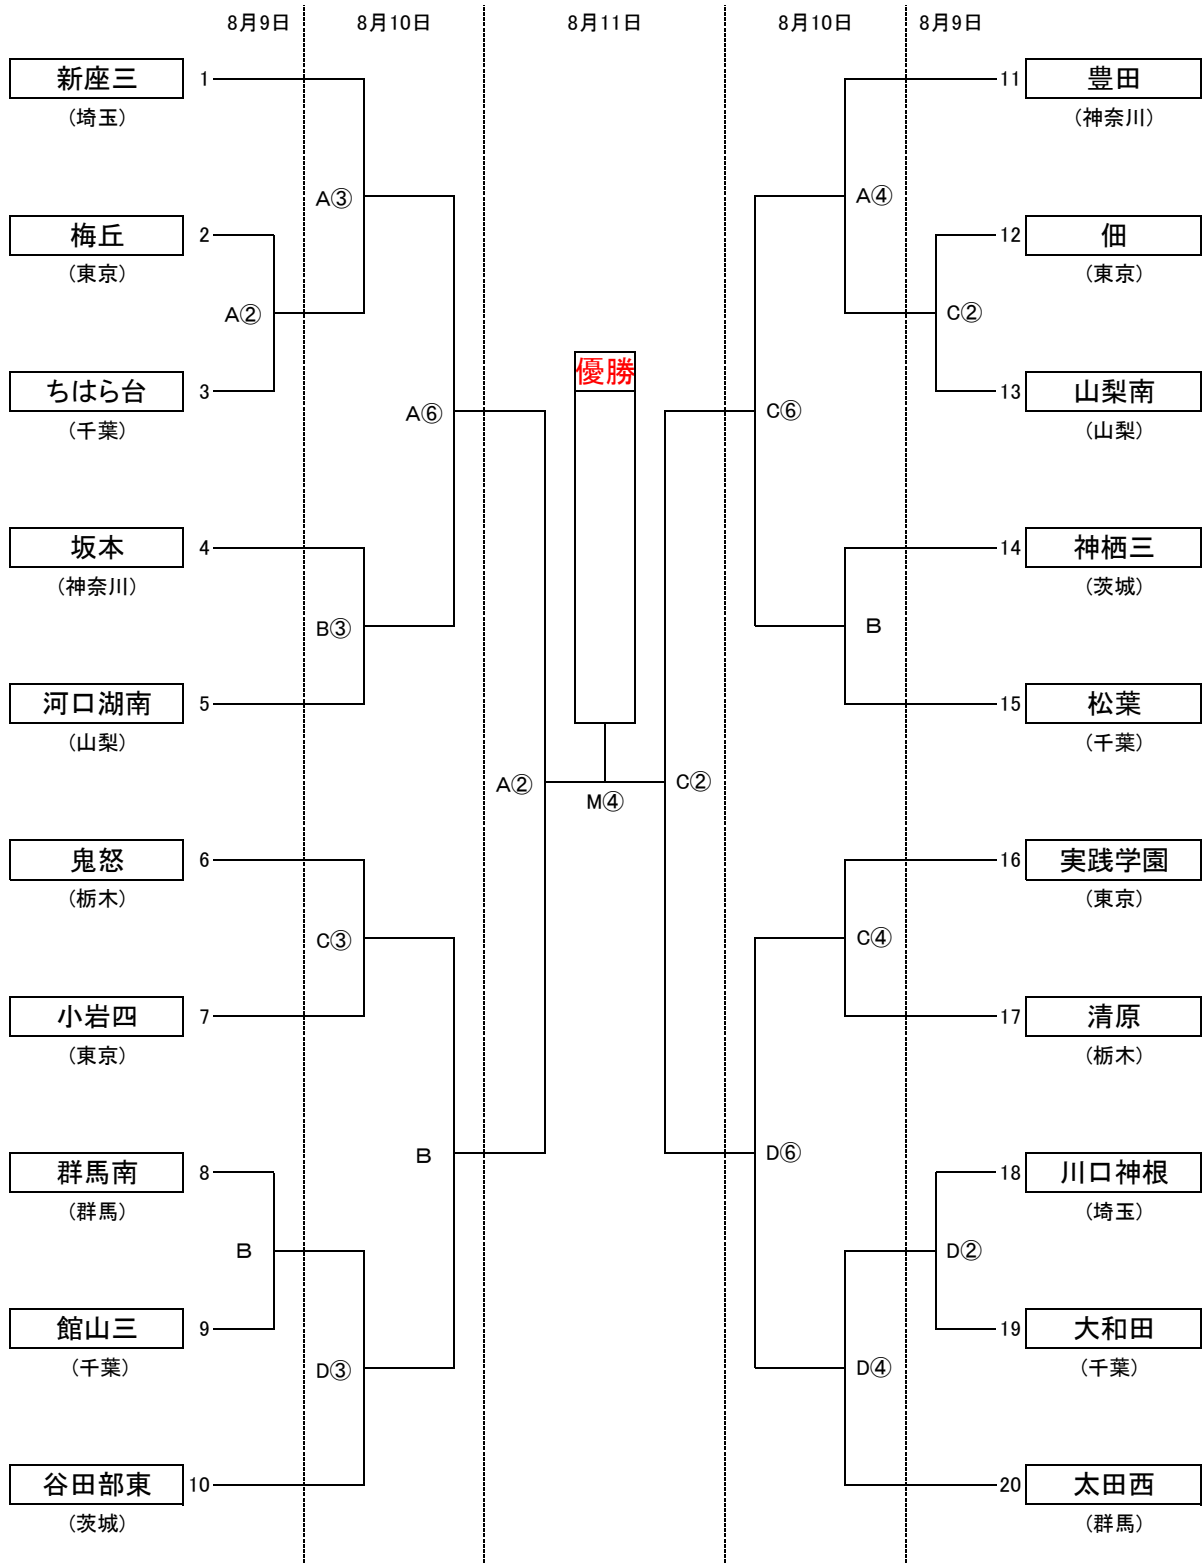 8月9日 8月10日 8月11日 8月10日 8月9日
新座三 1 11 豊田
（埼玉） （神奈川）
A③ A④
梅丘 2 12 佃
（東京） （東京）
A② C②
優勝
ちはら台 3 13 山梨南
（千葉） A⑥ C⑥ （山梨）
坂本 4 14 神栖三
（神奈川） （茨城）
B③ B
河口湖南 5 15 松葉
（山梨） （千葉）
A② C②
M④
鬼怒 6 16 実践学園
（栃木） （東京）
C③ C④
小岩四 7 17 清原
（東京） （栃木）
B D⑥
群馬南 8 18 川口神根
（群馬） （埼玉）
B D②
館山三 9 19 大和田
（千葉） D③ D④ （千葉）
谷田部東 10 20 太田西
（茨城） （群馬）